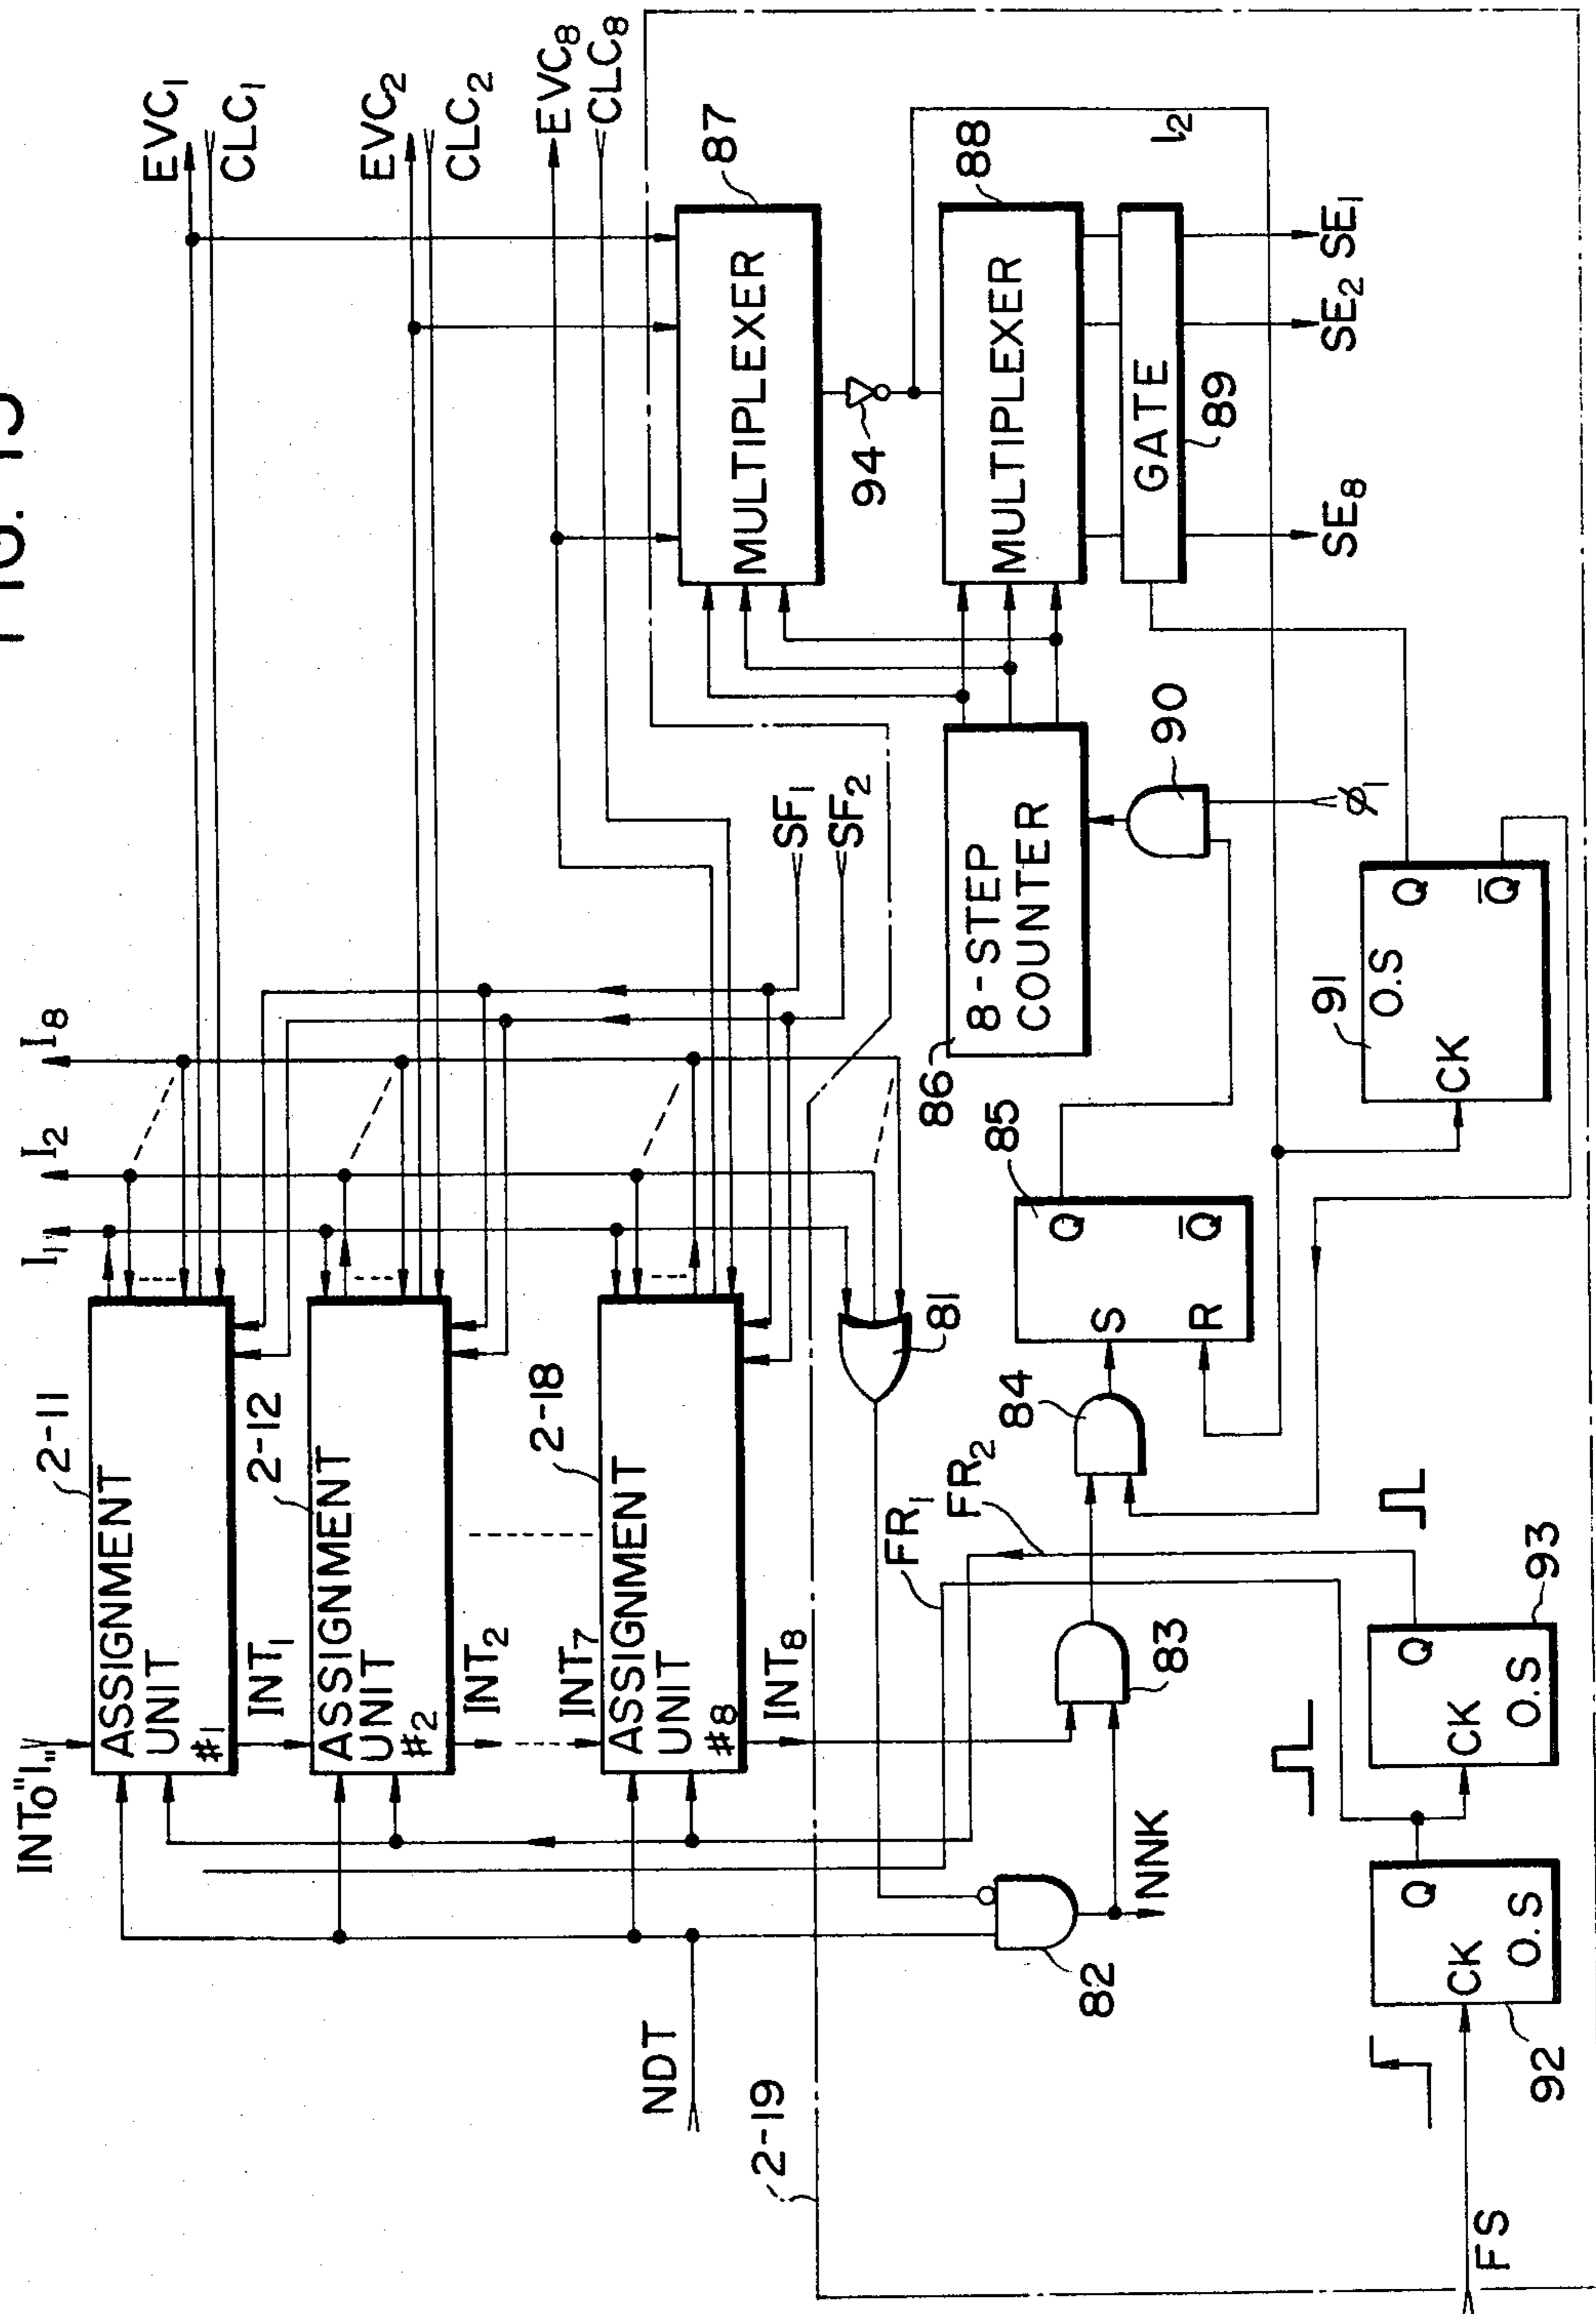 INT₀"1"
I₁
I₂
I₈
EVC₁
CLC₁
2-11
ASSIGNMENT
UNIT
#1
INT₁
2-12
EVC₂
CLC₂
ASSIGNMENT
UNIT
#2
INT₂
2-18
INT₇
EVC₈
CLC₈
ASSIGNMENT
UNIT
#8
INT₈
NDT
SF₁
SF₂
87
MULTIPLEXER
2-19
81
94
FR₁
FR₂
86
8-STEP
COUNTER
88
MULTIPLEXER
82
NNK
83
84
85
S
Q
R
Q̅
90
GATE
89
I₂
φ₁
SE₈
SE₂
SE₁
FS
92
CK
Q
O.S
CK
Q
O.S
93
91
O.S
CK
Q
Q̅